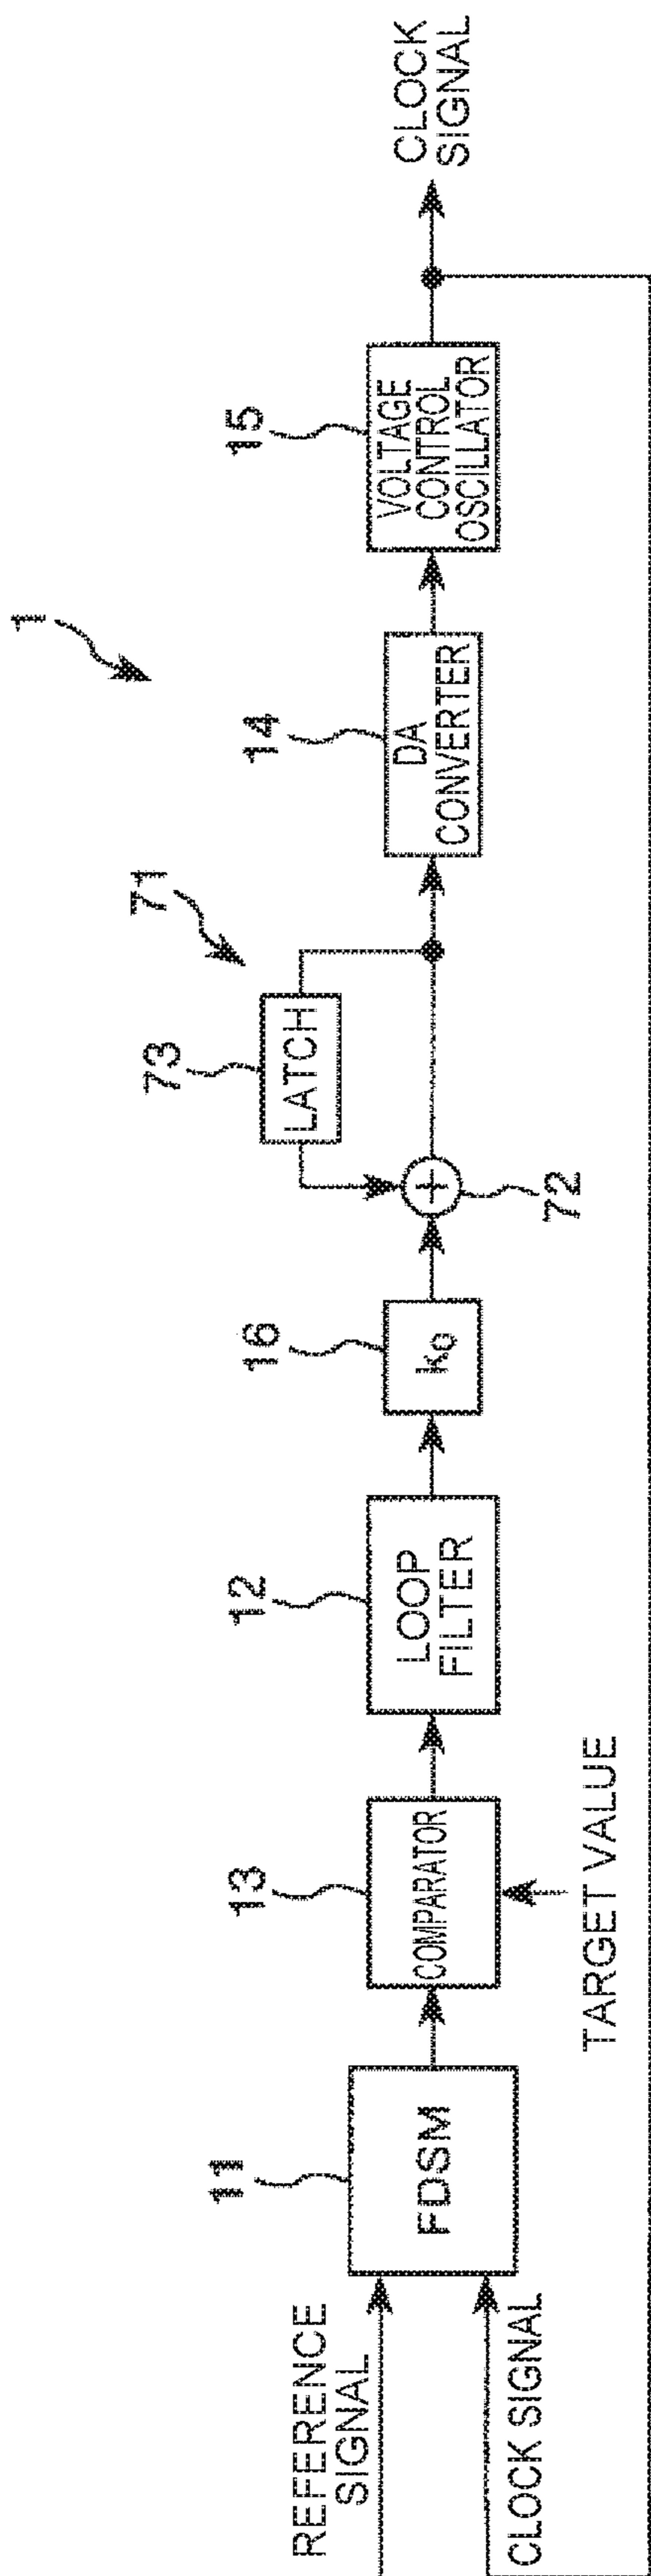 1
REFERENCE
SIGNAL
CLOCK SIGNAL
11
FDSM
13
COMPARATOR
TARGET VALUE
12
LOOP
FILTER
16
k0
71
73
LATCH
+
72
14
DA
CONVERTER
15
VOLTAGE
CONTROL
OSCILLATOR
CLOCK
SIGNAL